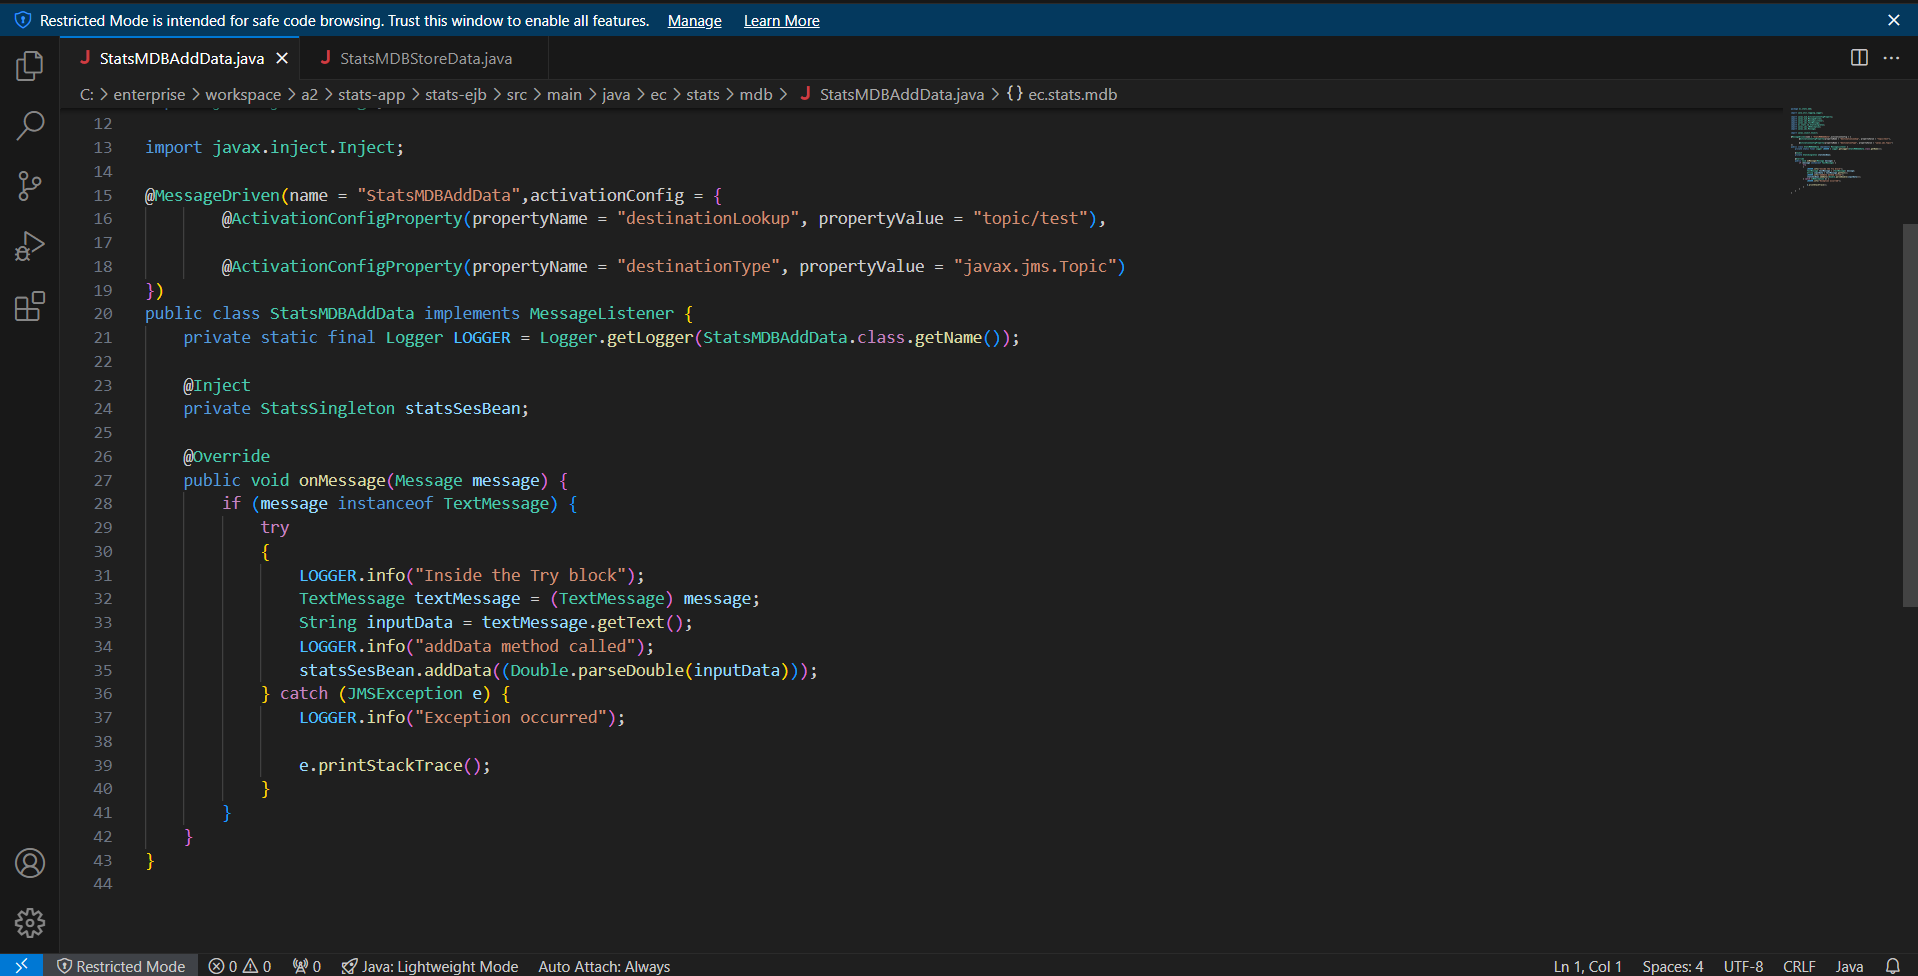 Restricted Mode is intended for safe code browsing. Trust this window to enable all features. Manage Learn More
StatsMDBAddData.java StatsMDBStoreData.java
C: > enterprise > workspace > a2 > stats-app > stats-ejb > src > main > java > ec > stats > mdb > J StatsMDBAddData.java > {} ec.stats.mdb
12
13 import javax.inject.Inject;
14
15 @MessageDriven(name = "StatsMDBAddData",activationConfig = {
16 @ActivationConfigProperty(propertyName = "destinationLookup", propertyValue = "topic/test"),
17
18 @ActivationConfigProperty(propertyName = "destinationType", propertyValue = "javax.jms.Topic")
19 })
20 public class StatsMDBAddData implements MessageListener {
21 private static final Logger LOGGER = Logger.getLogger(StatsMDBAddData.class.getName());
22
23 @Inject
24 private StatsSingleton statsSesBean;
25
26 @Override
27 public void onMessage(Message message) {
28 if (message instanceof TextMessage) {
29 try
30 {
31 LOGGER.info("Inside the Try block");
32 TextMessage textMessage = (TextMessage) message;
33 String inputData = textMessage.getText();
34 LOGGER.info("addData method called");
35 statsSesBean.addData((Double.parseDouble(inputData)));
36 } catch (JMSException e) {
37 LOGGER.info("Exception occurred");
38
39 e.printStackTrace();
40 }
41 }
42 }
43 }
44
Restricted Mode 0 0 0 Java: Lightweight Mode Auto Attach: Always Ln 1, Col 1 Spaces: 4 UTF-8 CRLF Java